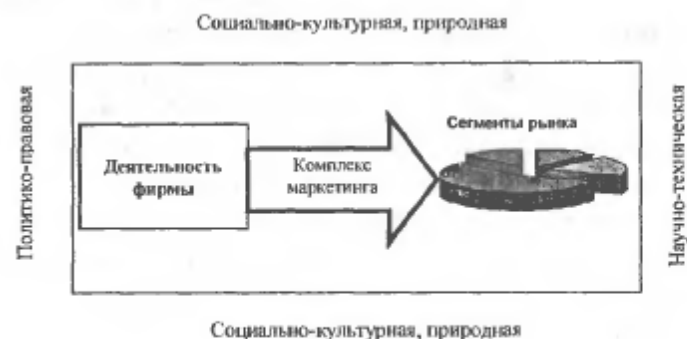 Социально-культурная, природная
Политико-правовая
Сегменты рынка
Деятельность
фирмы
Комплекс
маркетинга
Научно-техническая
Социально-культурная, природная